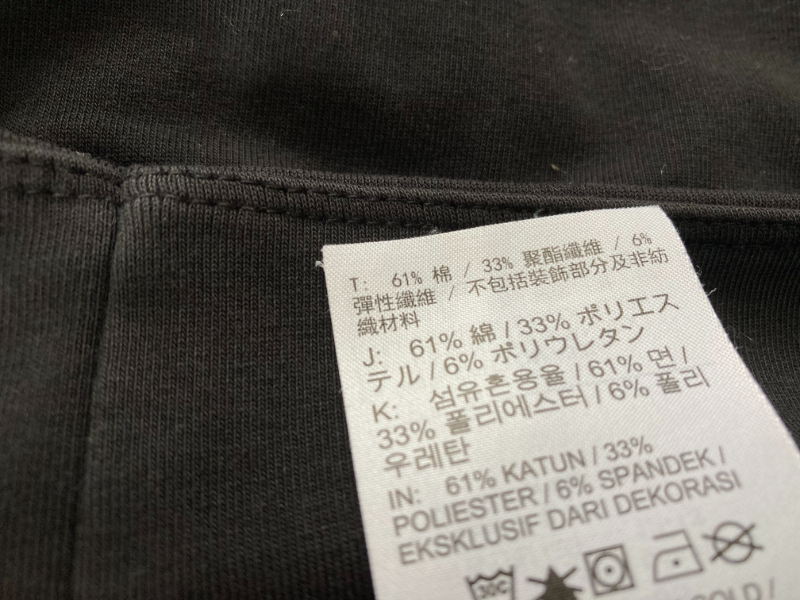 T: 61% 棉 / 33% 聚酯纖維 / 6%
彈性纖維 / 不包括裝飾部分及非紡
織材料
J: 61% 綿 / 33% ポリエス
テル / 6% ポリウレタン
K: 섬유혼용율 / 61% 면 /
33% 폴리에스터 / 6% 폴리
우레탄
IN: 61% KATUN / 33%
POLIESTER / 6% SPANDEK /
EKSKLUSIF DARI DEKORASI
30C